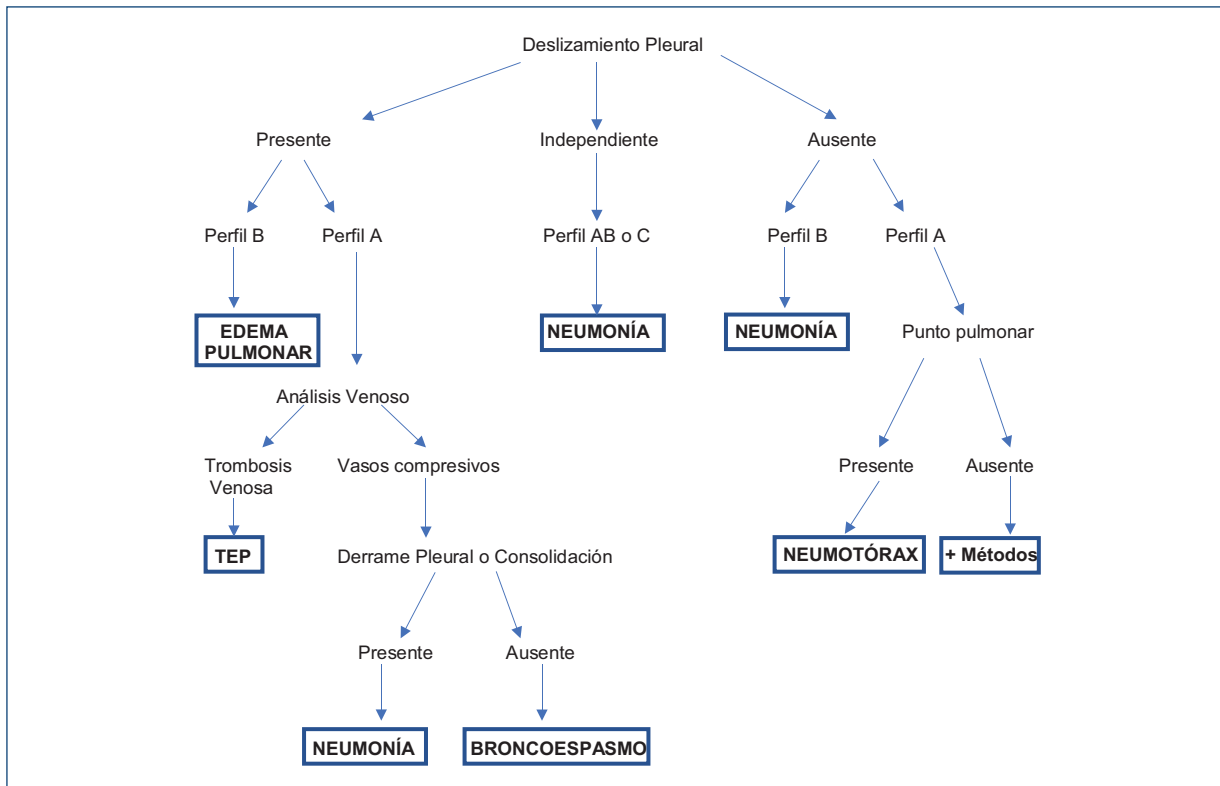 Deslizamiento Pleural
Presente
Independiente
Ausente
Perfil B
Perfil A
Perfil AB o C
Perfil B
Perfil A
EDEMA
PULMONAR
NEUMONÍA
NEUMONÍA
Punto pulmonar
Análisis Venoso
Trombosis
Venosa
Vasos compresivos
Presente
Ausente
TEP
Derrame Pleural o Consolidación
NEUMOTÓRAX
+ Métodos
Presente
Ausente
NEUMONÍA
BRONCOESPASMO